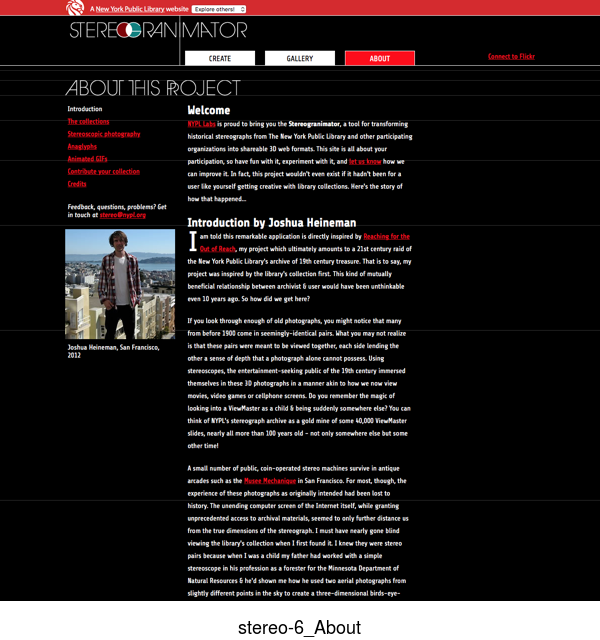 A New York Public Library website Explore others!
STEREOGRANIMATOR
CREATE
GALLERY
ABOUT
Connect to Flickr
ABOUT THIS PROJECT
Introduction
The collections
Stereoscopic photography
Anaglyphs
Animated GIFs
Contribute your collection
Credits
Feedback, questions, problems? Get
in touch at stereo@nypl.org
Joshua Heineman, San Francisco,
2012
Welcome
NYPL Labs is proud to bring you the Stereogranimator, a tool for transforming
historical stereographs from The New York Public Library and other participating
organizations into shareable 3D web formats. This site is all about your
participation, so have fun with it, experiment with it, and let us know how we
can improve it. In fact, this project wouldn't even exist if it hadn't been for a
user like yourself getting creative with library collections. Here's the story of
how that happened...
Introduction by Joshua Heineman
I am told this remarkable application is directly inspired by Reaching for the
Out of Reach, my project which ultimately amounts to a 21st century raid of
the New York Public Library's archive of 19th century treasure. That is to say, my
project was inspired by the library's collection first. This kind of mutually
beneficial relationship between archivist & user would have been unthinkable
even 10 years ago. So how did we get here?
If you look through enough of old photographs, you might notice that many
from before 1900 come in seemingly-identical pairs. What you may not realize
is that these pairs were meant to be viewed together, each side lending the
other a sense of depth that a photograph alone cannot possess. Using
stereoscopes, the entertainment-seeking public of the 19th century immersed
themselves in these 3D photographs in a manner akin to how we now view
movies, video games or cellphone screens. Do you remember the magic of
looking into a ViewMaster as a child & being suddenly somewhere else? You can
think of NYPL's stereograph archive as a gold mine of some 40,000 ViewMaster
slides, nearly all more than 100 years old - not only somewhere else but some
other time!
A small number of public, coin-operated stereo machines survive in antique
arcades such as the Musee Mechanique in San Francisco. For most, though, the
experience of these photographs as originally intended had been lost to
history. The unending computer screen of the Internet itself, while granting
unprecedented access to archival materials, seemed to only further distance us
from the true dimensions of the stereograph. I must have nearly gone blind
viewing the library's collection when I first found it. I knew they were stereo
pairs because when I was a child my father had worked with a simple
stereoscope in his profession as a forester for the Minnesota Department of
Natural Resources & he'd shown me how he used two aerial photographs from
slightly different points in the sky to create a three-dimensional birds-eye-
stereo-6_About